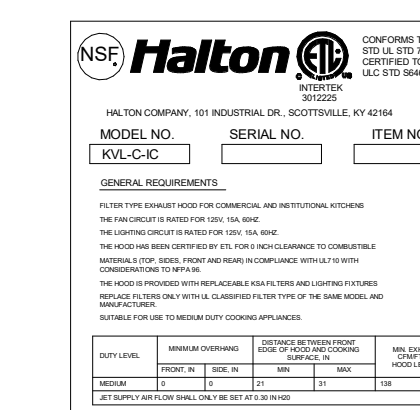 NSF. Halton ETL CONFORMS T
STD UL STD 7
CERTIFIED TO
ULC STD S64
C LISTED US
INTERTEK
3012225
HALTON COMPANY, 101 INDUSTRIAL DR., SCOTTSVILLE, KY 42164
MODEL NO. SERIAL NO. ITEM NO
KVL-C-IC
GENERAL REQUIREMENTS
FILTER TYPE EXHAUST HOOD FOR COMMERCIAL AND INSTITUTIONAL KITCHENS
THE FAN CIRCUIT IS RATED FOR 125V, 15A, 60HZ.
THE LIGHTING CIRCUIT IS RATED FOR 125V, 15A, 60HZ.
THE HOOD HAS BEEN CERTIFIED BY ETL FOR 0 INCH CLEARANCE TO COMBUSTIBLE
MATERIALS (TOP, SIDES, FRONT AND REAR) IN COMPLIANCE WITH UL710 WITH
CONSIDERATIONS TO NFPA 96.
THE HOOD IS PROVIDED WITH REPLACEABLE KSA FILTERS AND LIGHTING FIXTURES
REPLACE FILTERS ONLY WITH UL CLASSIFIED FILTER TYPE OF THE SAME MODEL AND
MANUFACTURER.
SUITABLE FOR USE TO MEDIUM DUTY COOKING APPLIANCES.
DUTY LEVEL MINIMUM OVERHANG DISTANCE BETWEEN FRONT
EDGE OF HOOD AND COOKING
SURFACE, IN MIN. EXH
CFM/FT
HOOD LE
FRONT, IN SIDE, IN MIN MAX
MEDIUM 0 0 21 31 138
JET SUPPLY AIR FLOW SHALL ONLY BE SET AT 0.30 IN H20